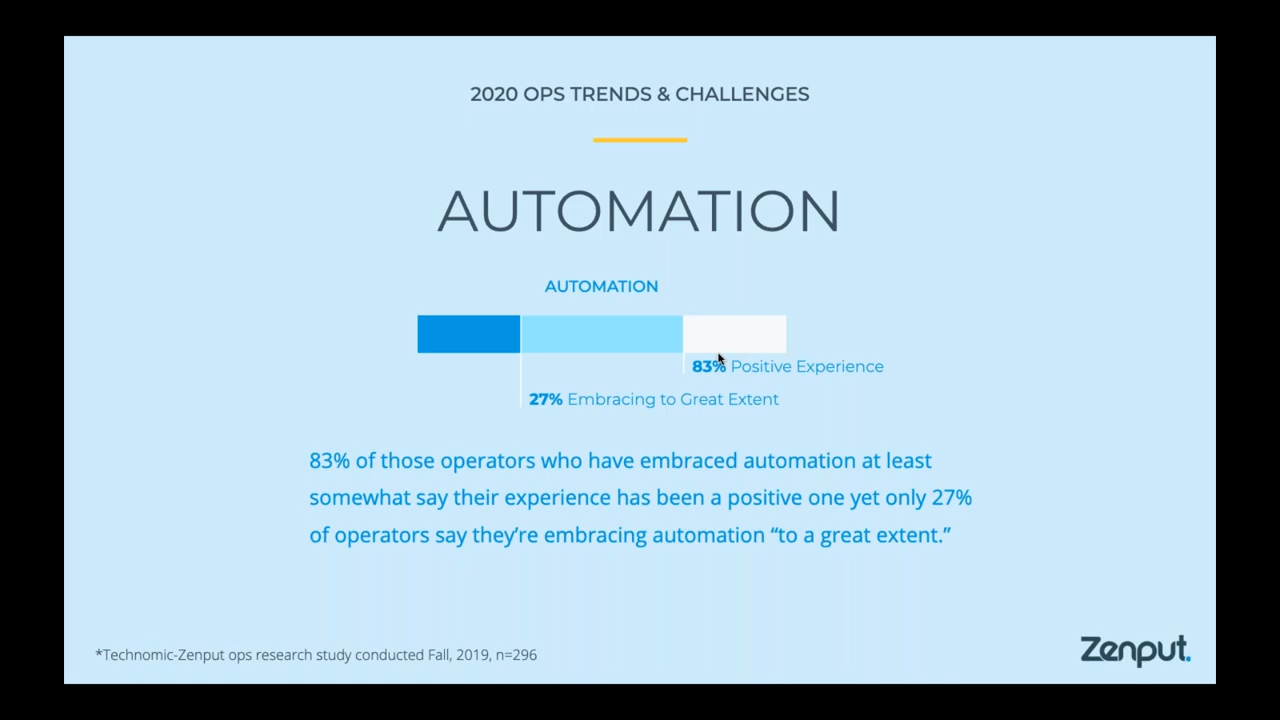 2020 OPS TRENDS & CHALLENGES
AUTOMATION
AUTOMATION
83% Positive Experience
27% Embracing to Great Extent
83% of those operators who have embraced automation at least
somewhat say their experience has been a positive one yet only 27%
of operators say they’re embracing automation “to a great extent.”
*Technomic-Zenput ops research study conducted Fall, 2019, n=296
Zenput.